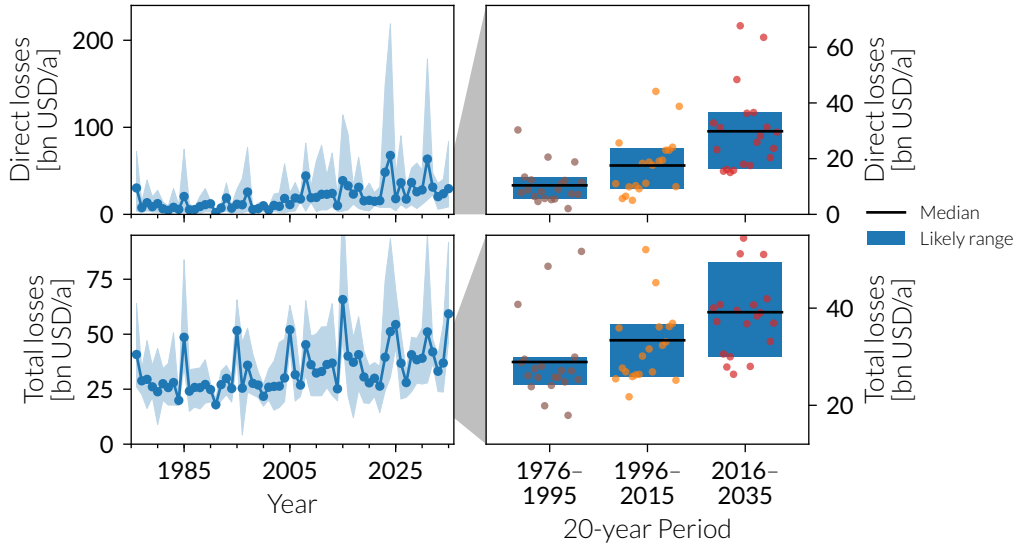 Direct losses
[bn USD/a]
200
100
0
60
40
20
0
Direct losses
[bn USD/a]
Median
Likely range
Total losses
[bn USD/a]
75
50
25
0
40
20
Total losses
[bn USD/a]
1985
2005
2025
Year
1976–
1995
1996–
2015
2016–
2035
20-year Period